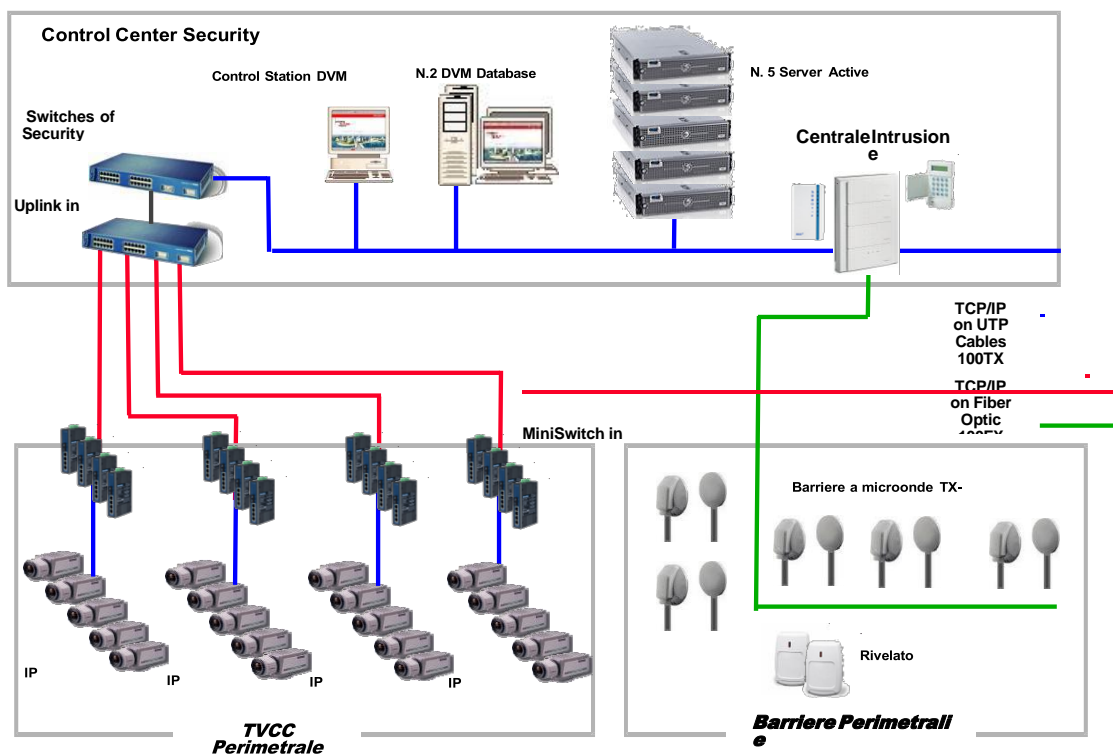 Control Center Security
Control Station DVM
N.2 DVM Database
N. 5 Server Active
Switches of
Security
CentraleIntrusion
e
Uplink in
TCP/IP
on UTP
Cables
100TX
TCP/IP
on Fiber
Optic
MiniSwitch in
Barriere a microonde TX-
Rivelato
IP
IP
IP
IP
TVCC
Perimetrale
Barriere Perimetrali
e